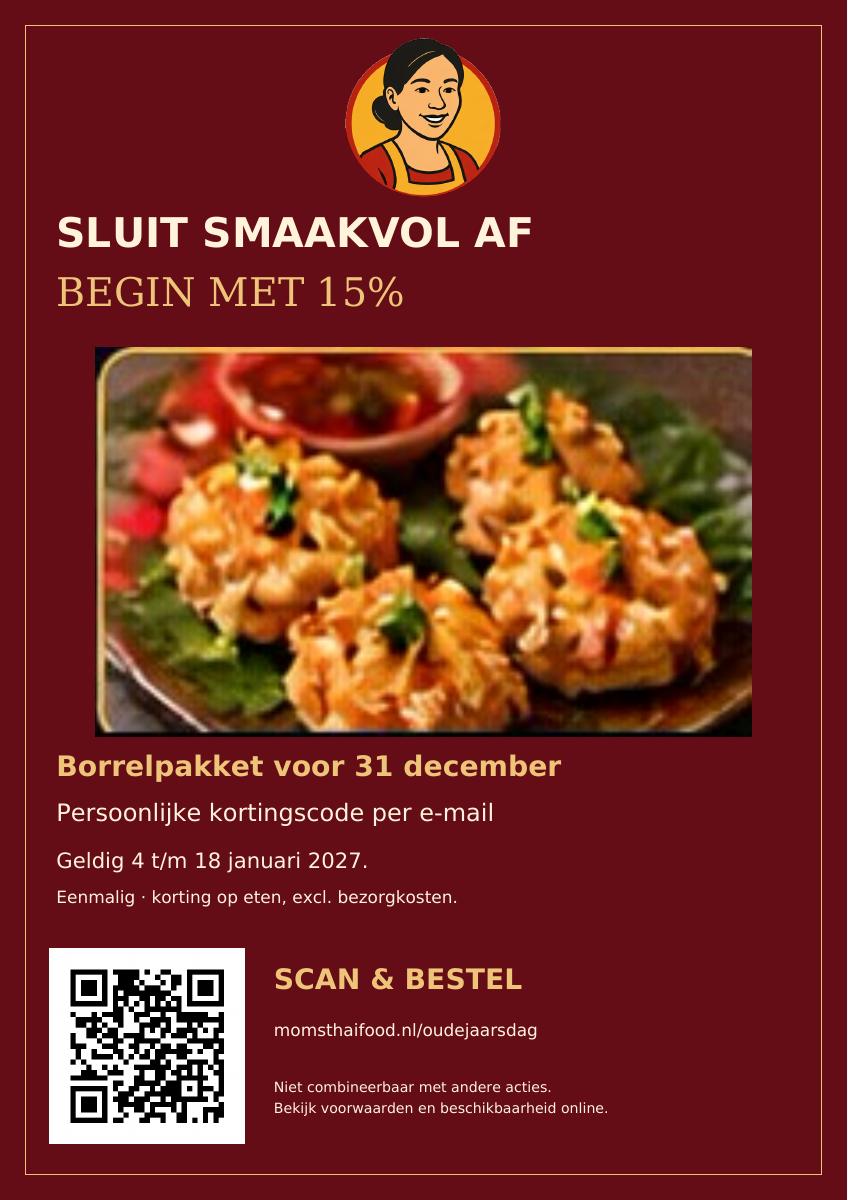 SLUIT SMAAKVOL AF
BEGIN MET 15%
Borrelpakket voor 31 december
Persoonlijke kortingscode per e-mail
Geldig 4 t/m 18 januari 2027.
Eenmalig · korting op eten, excl. bezorgkosten.
SCAN & BESTEL
momsthaifood.nl/oudejaarsdag
Niet combineerbaar met andere acties.
Bekijk voorwaarden en beschikbaarheid online.